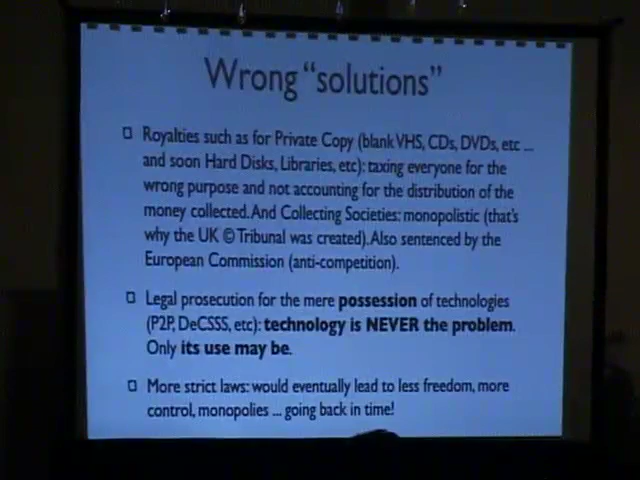 Wrong “solutions”
Royalties such as for Private Copy (blank VHS, CDs, DVDs, etc ...
and soon Hard Disks, Libraries, etc): taxing everyone for the
wrong purpose and not accounting for the distribution of the
money collected. And Collecting Societies: monopolistic (that's
why the UK © Tribunal was created). Also sentenced by the
European Commission (anti-competition).
Legal prosecution for the mere possession of technologies
(P2P, DeCSSS, etc): technology is NEVER the problem.
Only its use may be.
More strict laws: would eventually lead to less freedom, more
control, monopolies ... going back in time!